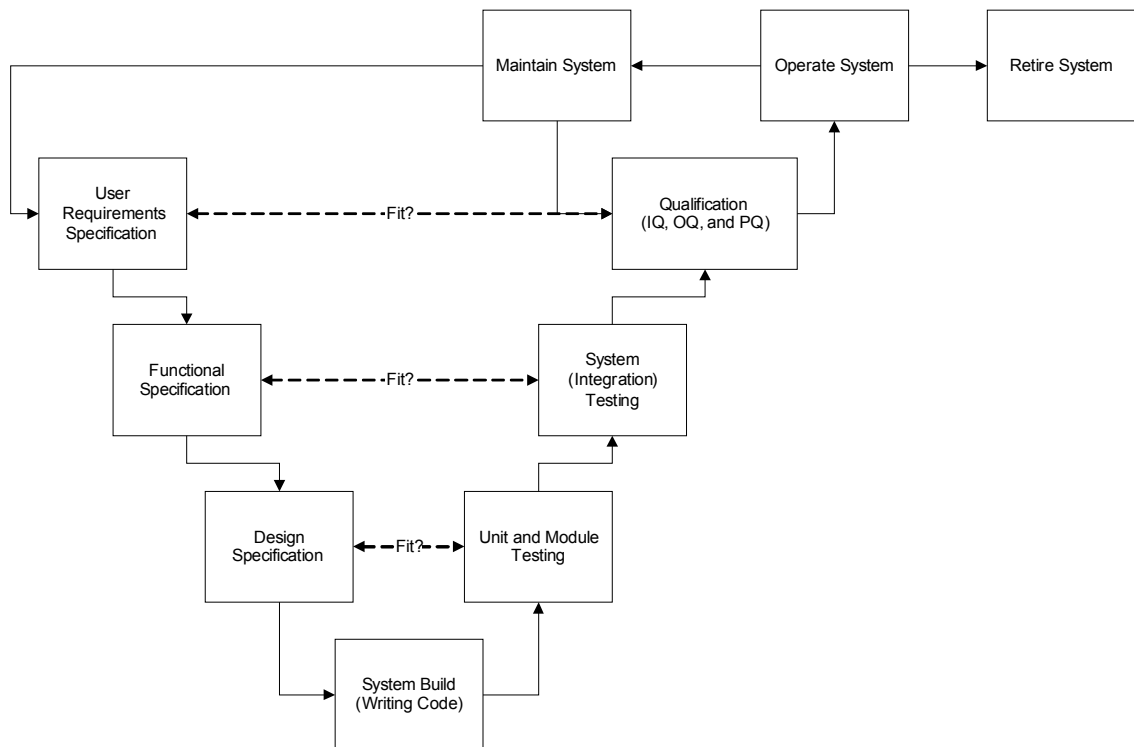 Maintain System
Operate System
Retire System
User
Requirements
Specification
Fit?
Qualification
(IQ, OQ, and PQ)
Functional
Specification
Fit?
System
(Integration)
Testing
Design
Specification
Fit?
Unit and Module
Testing
System Build
(Writing Code)